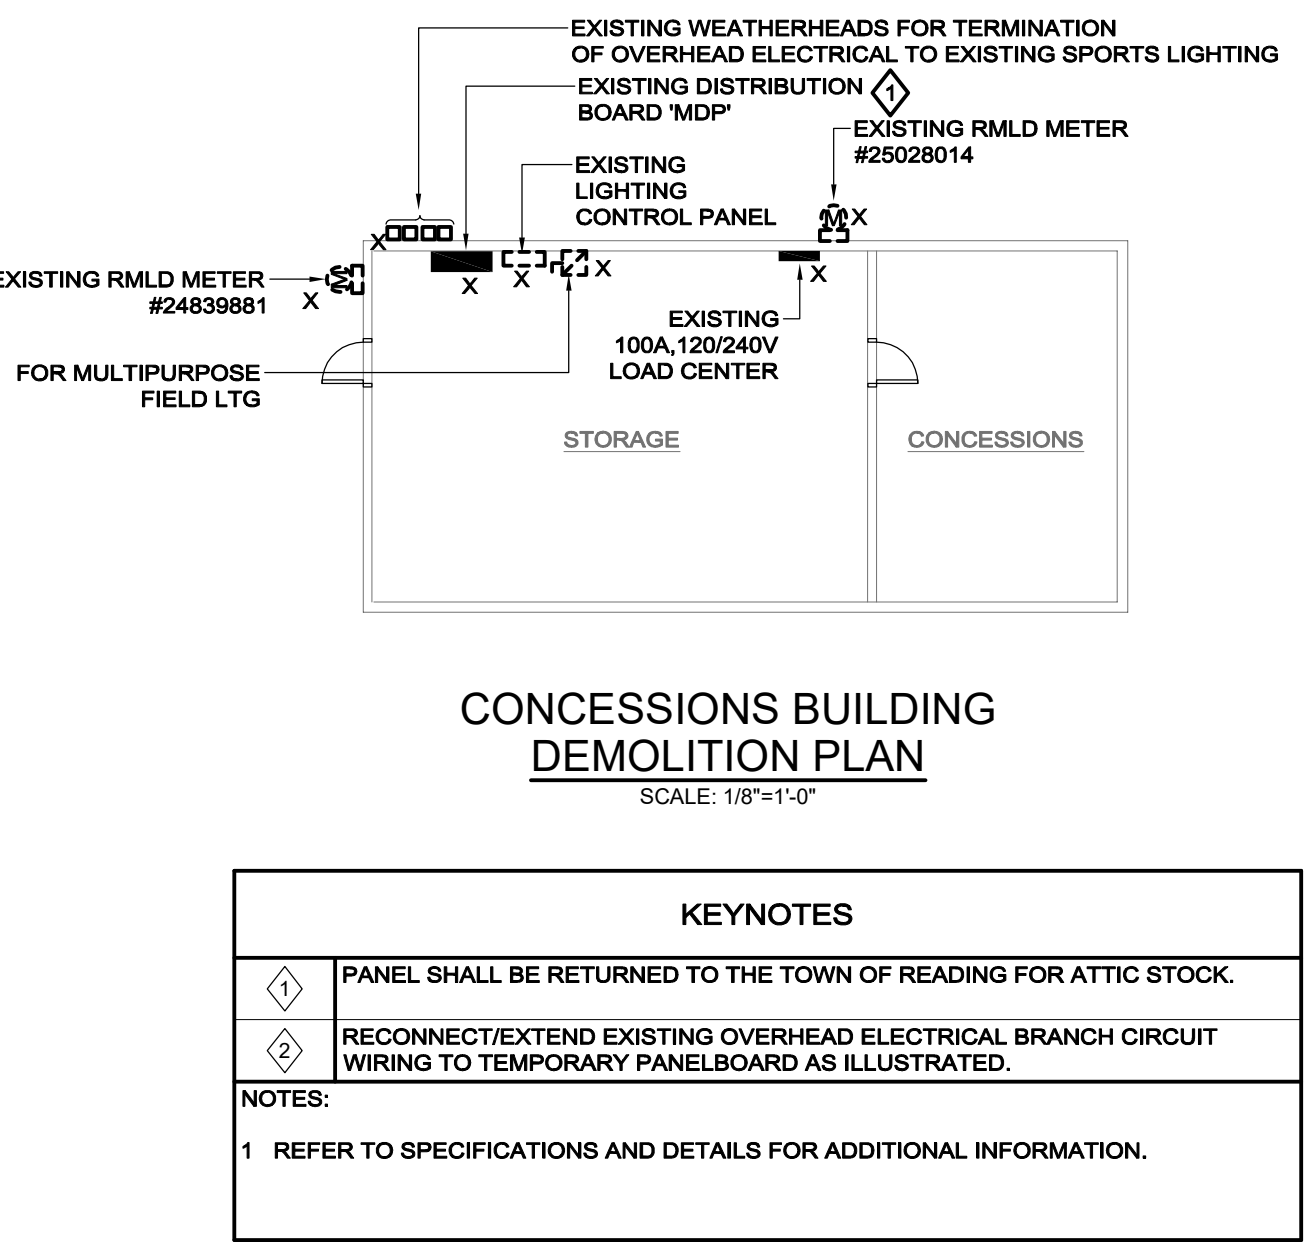 EXISTING WEATHERHEADS FOR TERMINATION
OF OVERHEAD ELECTRICAL TO EXISTING SPORTS LIGHTING
EXISTING DISTRIBUTION
BOARD 'MDP'
1
EXISTING RMLD METER
#25028014
EXISTING
LIGHTING
CONTROL PANEL
M X
X
EXISTING RMLD METER
#24839881
M
X
X
X
X
X
EXISTING
100A,120/240V
LOAD CENTER
FOR MULTIPURPOSE
FIELD LTG
STORAGE
CONCESSIONS
CONCESSIONS BUILDING
DEMOLITION PLAN
SCALE: 1/8"=1'-0"
KEYNOTES
1 PANEL SHALL BE RETURNED TO THE TOWN OF READING FOR ATTIC STOCK.
2 RECONNECT/EXTEND EXISTING OVERHEAD ELECTRICAL BRANCH CIRCUIT
WIRING TO TEMPORARY PANELBOARD AS ILLUSTRATED.
NOTES:
1 REFER TO SPECIFICATIONS AND DETAILS FOR ADDITIONAL INFORMATION.